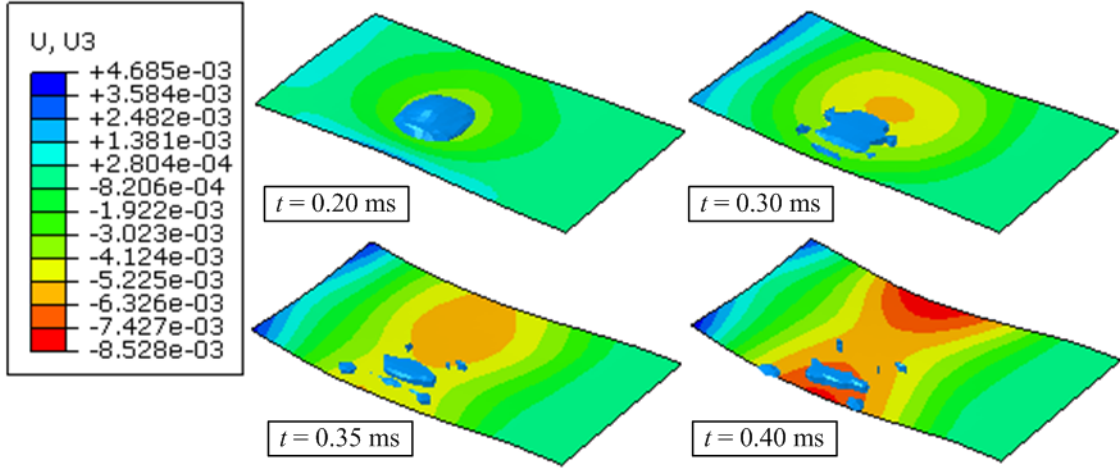 U, U3
+4.685e-03
+3.584e-03
+2.482e-03
+1.381e-03
+2.804e-04
-8.206e-04
-1.922e-03
-3.023e-03
-4.124e-03
-5.225e-03
-6.326e-03
-7.427e-03
-8.528e-03
t = 0.20 ms
t = 0.30 ms
t = 0.35 ms
t = 0.40 ms